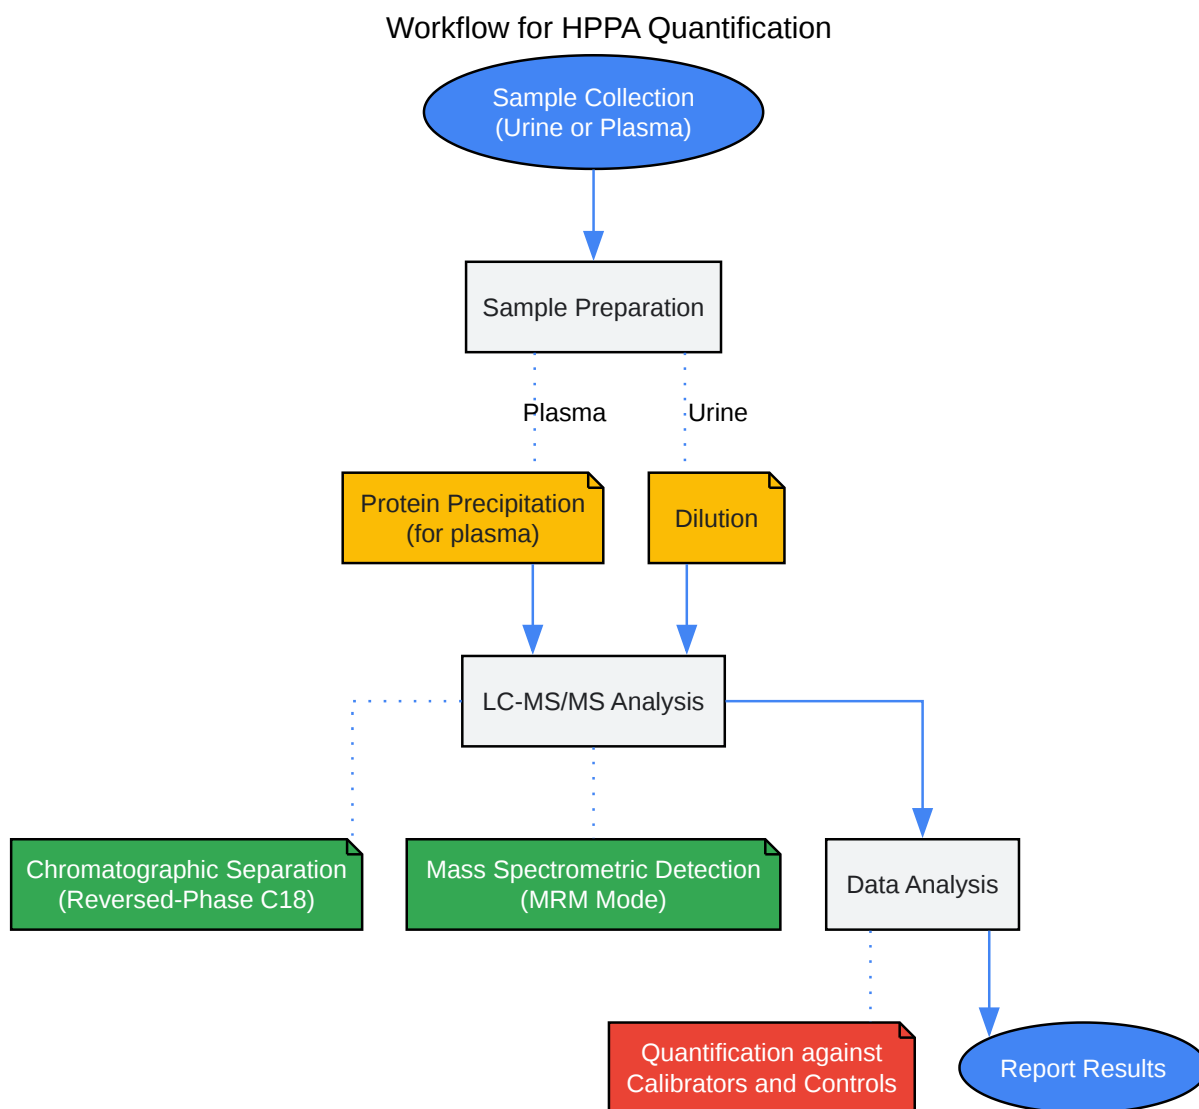 Workflow for HPPA Quantification
Sample Collection
(Urine or Plasma)
Sample Preparation
Plasma
Urine
Protein Precipitation
(for plasma)
Dilution
LC-MS/MS Analysis
Chromatographic Separation
(Reversed-Phase C18)
Mass Spectrometric Detection
(MRM Mode)
Data Analysis
Quantification against
Calibrators and Controls
Report Results